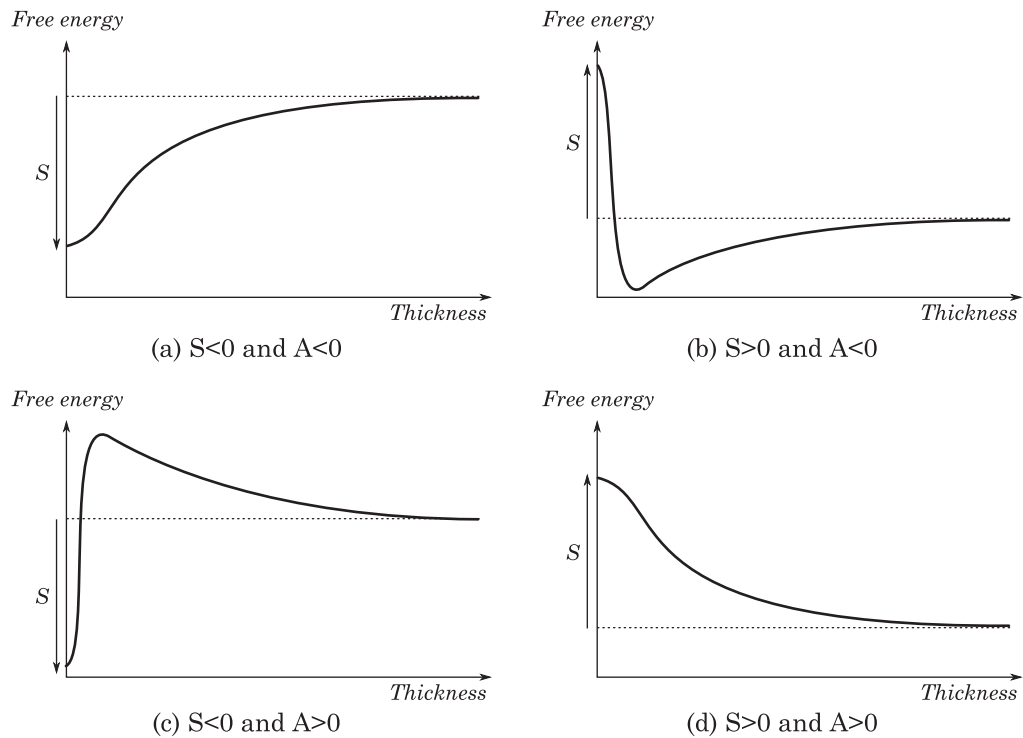 Free energy
S
Thickness
(a) S<0 and A<0
Free energy
S
Thickness
(b) S>0 and A<0
Free energy
S
Thickness
(c) S<0 and A>0
Free energy
S
Thickness
(d) S>0 and A>0